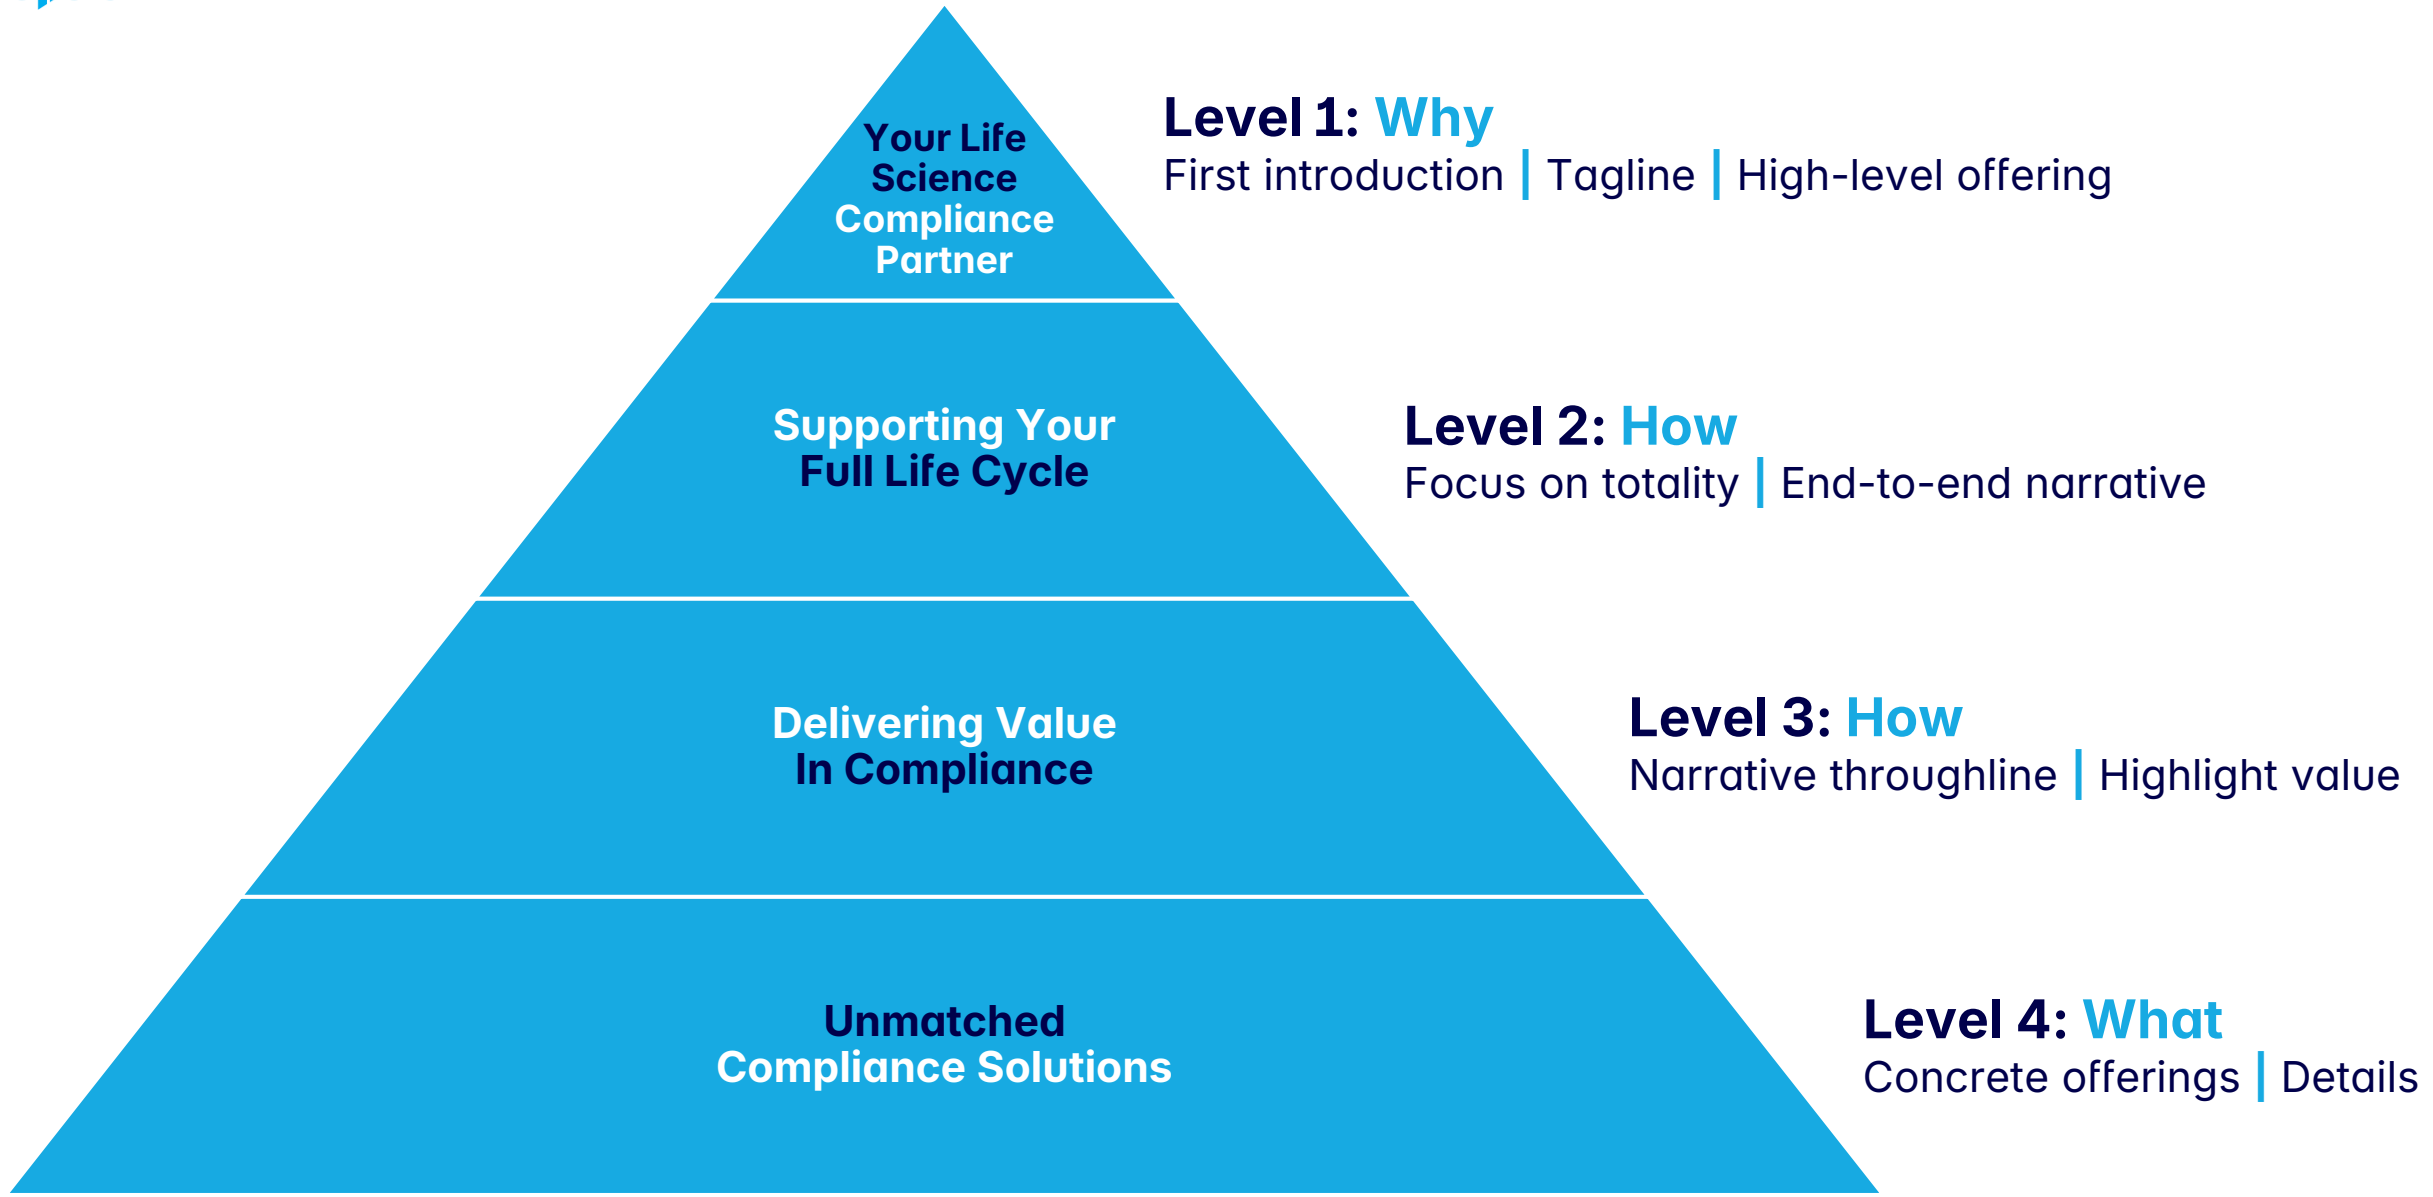 Your Life
Science
Compliance
Partner
Level 1: Why
First introduction | Tagline | High-level offering
Supporting Your
Full Life Cycle
Level 2: How
Focus on totality | End-to-end narrative
Delivering Value
In Compliance
Level 3: How
Narrative throughline | Highlight value
Unmatched
Compliance Solutions
Level 4: What
Concrete offerings | Details